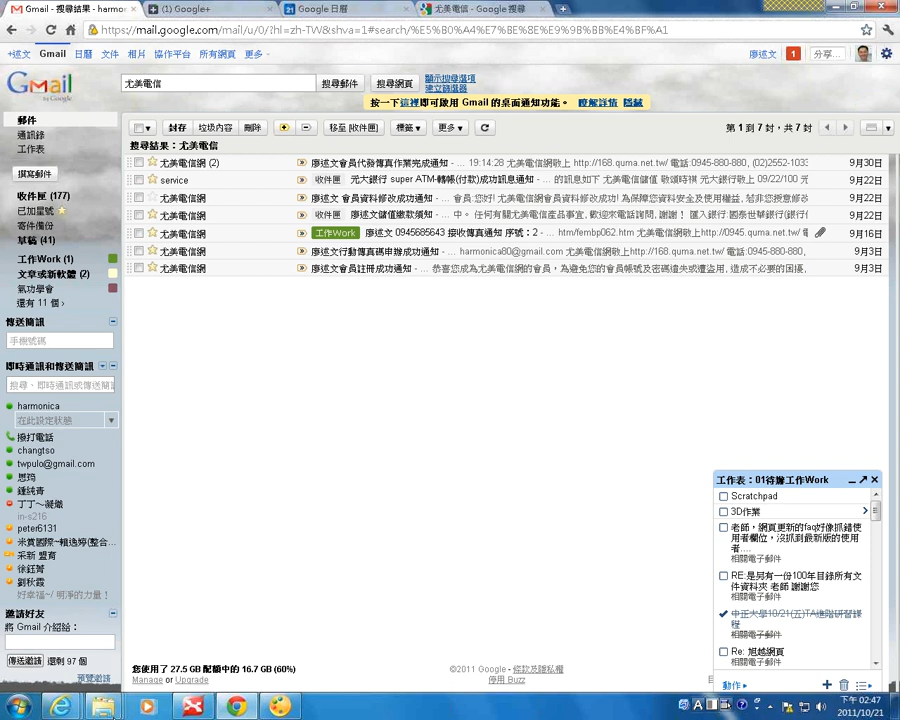 Gmail - 搜尋結果 - harmo
(1) Google+
21 Google 日曆
尤美電信 - Google 搜尋
https://mail.google.com/mail/u/0/?hl=zh-TW&shva=1#search/%E5%B0%A4%E7%BE%8E%E9%9B%BB%E4%BF%A1
+述文 Gmail 日曆 文件 相片 協作平台 所有網頁 更多
廖述文 1 分享...
Gmail by Google
尤美電信
搜尋郵件 搜尋網頁 顯示搜尋選項
建立篩選器
按一下這裡即可啟用 Gmail 的桌面通知功能。 瞭解詳情 隱藏
郵件
通訊錄
工作表
撰寫郵件
收件匣 (177)
已加星號
寄件備份
草稿 (41)
工作Work (1)
文章或新軟體 (2)
氣功學會
還有 11 個
傳送簡訊
手機號碼
即時通訊和傳送簡訊
搜尋、即時通訊或傳送簡
harmonica
在此設定狀態
撥打電話
changtso
twpulo@gmail.com
思筠
鍾純青
丁丁～凝嫺
in-s216
peter6131
米賀國際~賴逸婷(整合...
采新 盟育
徐鈺菁
劉秋霞
好幸福~/ 明淨的力量！
邀請好友
將 Gmail 介紹給：
傳送邀請 還剩 97 個
預覽邀請
封存 垃圾內容 刪除 移至 [收件匣] 標籤 更多
第 1 到 7 封，共 7 封
搜尋結果：尤美電信
尤美電信網 (2) 廖述文會員代發傳真作業完成通知 - ... 19:14:28 尤美電信網敬上 http://168.quma.net.tw/ 電話:0945-880-880, (02)2552-1033 9月30日
service 收件匣 元大銀行 super ATM-轉帳(付款)成功訊息通知 - ... 的訊息如下 尤美電信儲值 敬頌時祺 元大銀行敬上 09/22/100 元 9月22日
尤美電信網 廖述文 會員資料修改成功通知 - ... 會員:您好! 尤美電信網會員資料修改成功! 為保障您資料安全及使用權益, 9月22日
尤美電信網 收件匣 廖述文 儲值繳款須知 - ... 中。 任何有關尤美電信產品事宜, 歡迎來電話詢問, 謝謝！ 匯入銀行:國泰世華銀行(銀行 9月22日
尤美電信網 工作Work 廖述文 0945685643 接收傳真通知 序號：2 - ... htm/fembp062.htm 尤美電信網敬上 http://0945.quma.net.tw/ 9月16日
尤美電信網 廖述文行動傳真碼申辦成功通知 - ... harmonica80@gmail.com 尤美電信網敬上 http://168.quma.net.tw/ 電話:0945-880-880, 9月3日
尤美電信網 廖述文會員註冊成功通知 - ... 恭喜您成為尤美電信網的會員，為避免您的會員帳號及密碼遺失或遭盜用, 造成不必要的困擾, 9月3日
工作表：01待辦工作Work
Scratchpad
3D作業
老師，網頁更新的faq好像抓錯使
用者欄位，沒抓到最新版的使用
者....
相關電子郵件
RE:是另有一份100年目錄所有文
件資料夾 老師 謝謝您
相關電子郵件
中正大學10/21(五)TA進階研習課
程
相關電子郵件
Re: 旭越網頁
相關電子郵件
動作
您使用了 27.5 GB 配額中的 16.7 GB (60%)
Manage or Upgrade
©2011 Google - 條款及隱私權
停用 Buzz
下午 02:47
2011/10/21